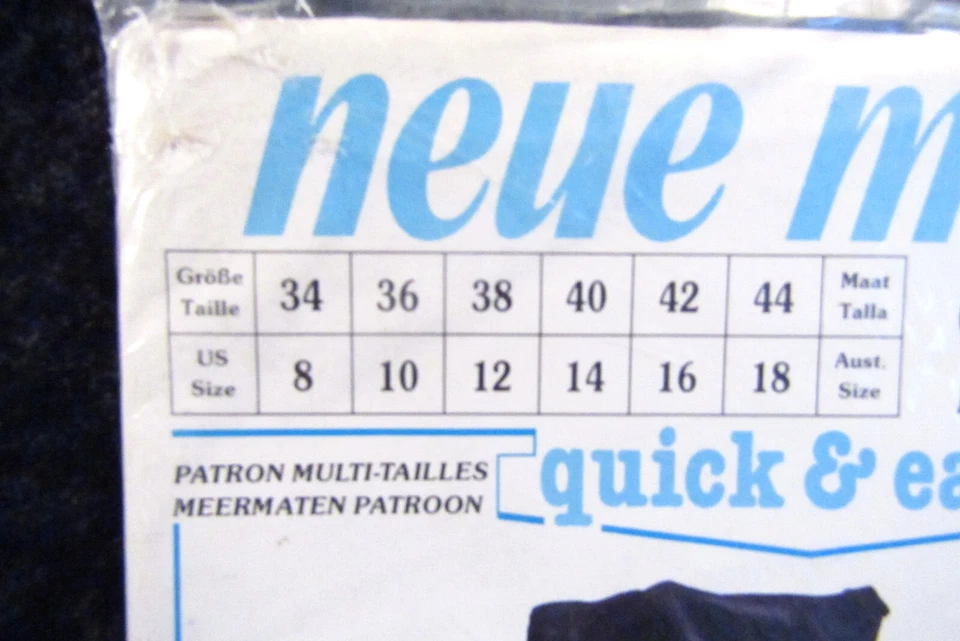 neue m
Größe Taille 34 36 38 40 42 44 Maat Talla
US Size 8 10 12 14 16 18 Aust. Size
PATRON MULTI-TAILLES
MEERMATEN PATROON
quick & ea